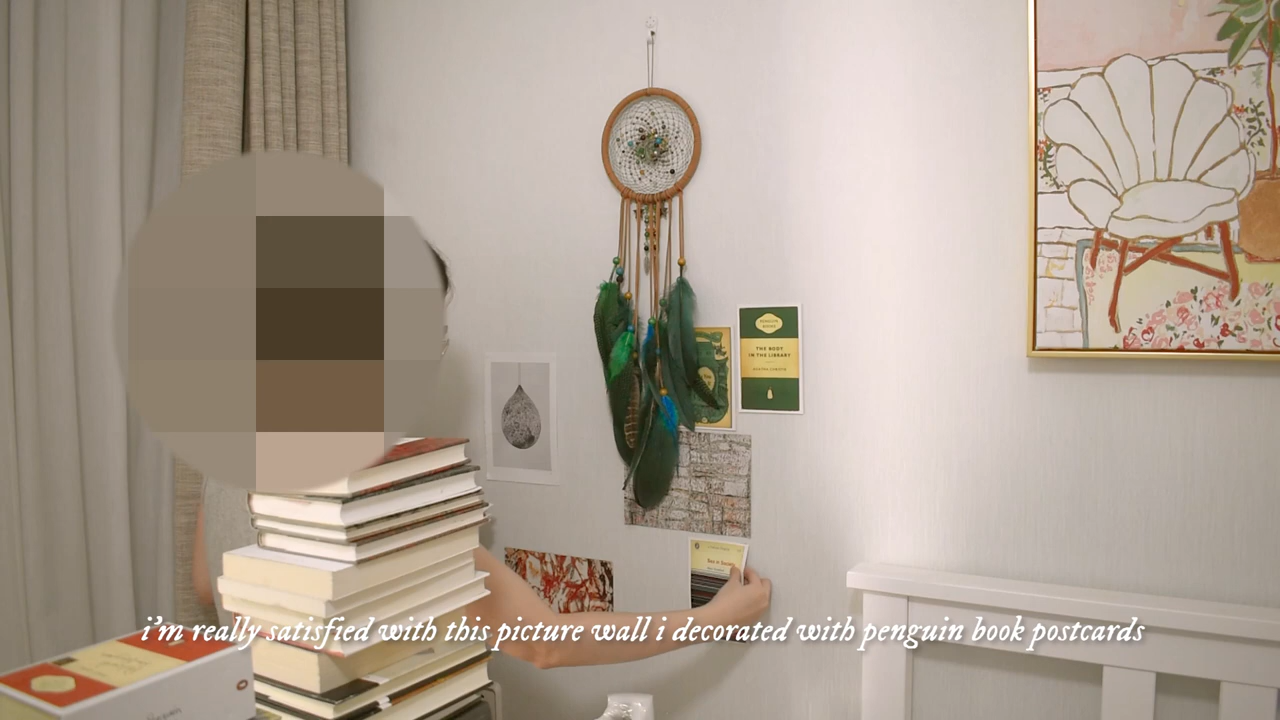 PENGUIN
BOOKS
THE BODY
IN THE LIBRARY
AGATHA CHRISTIE
i'm really satisfied with this picture wall i decorated with penguin book postcards